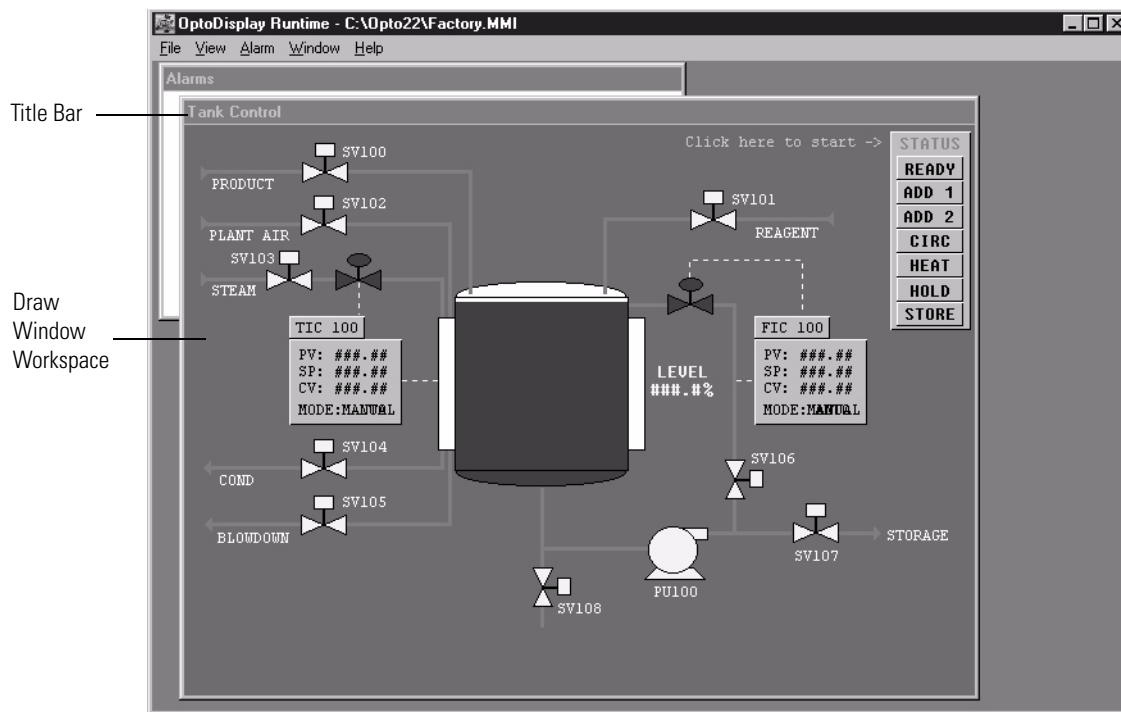 OptoDisplay Runtime - C:\Opto22\Factory.MMI
File View Alarm Window Help
Alarms
Title Bar
Tank Control
Click here to start ->
STATUS
READY
ADD 1
ADD 2
CIRC
HEAT
HOLD
STORE
SV100
PRODUCT
SV102
PLANT AIR
SV103
STEAM
SV101
REAGENT
Draw
Window
Workspace
TIC 100
PV: ###.##
SP: ###.##
CV: ###.##
MODE:
LEVEL
###.#%
FIC 100
PV: ###.##
SP: ###.##
CV: ###.##
MODE:
SV104
COND
SV105
BLOWDOWN
SV106
SV107
STORAGE
PU100
SV108